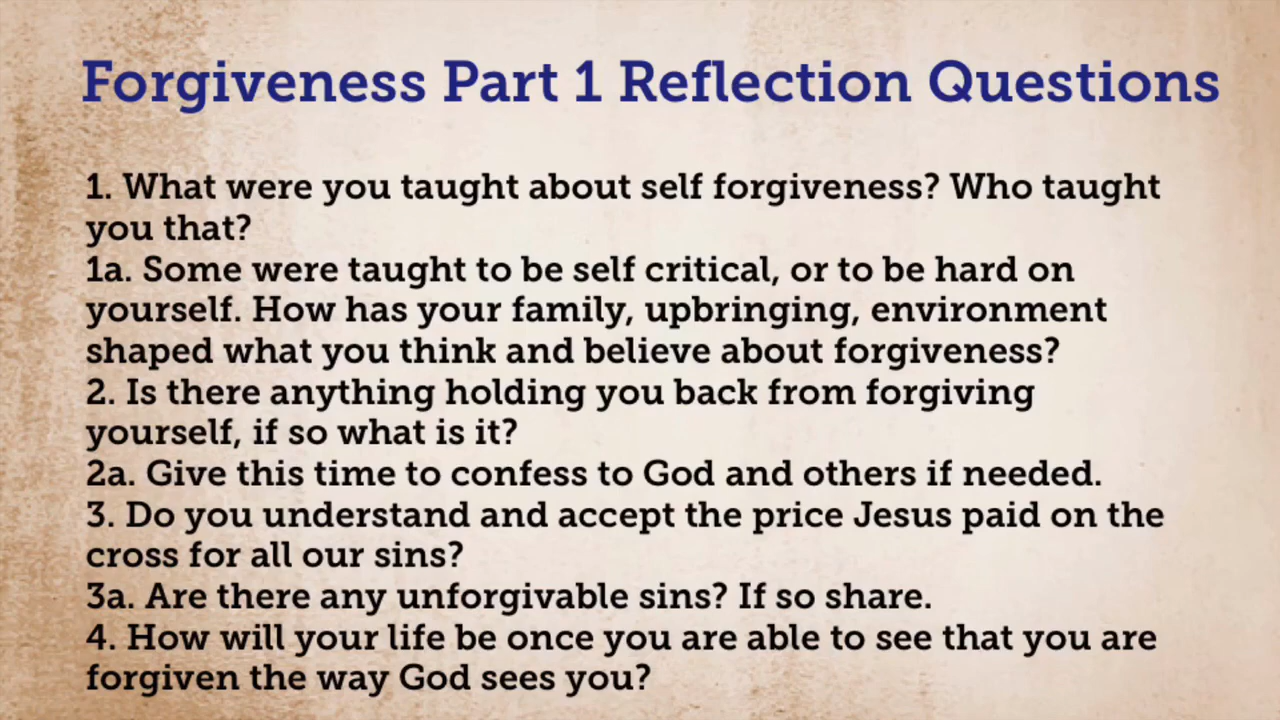 Forgiveness Part 1 Reflection Questions
1. What were you taught about self forgiveness? Who taught
you that?
1a. Some were taught to be self critical, or to be hard on
yourself. How has your family, upbringing, environment
shaped what you think and believe about forgiveness?
2. Is there anything holding you back from forgiving
yourself, if so what is it?
2a. Give this time to confess to God and others if needed.
3. Do you understand and accept the price Jesus paid on the
cross for all our sins?
3a. Are there any unforgivable sins? If so share.
4. How will your life be once you are able to see that you are
forgiven the way God sees you?